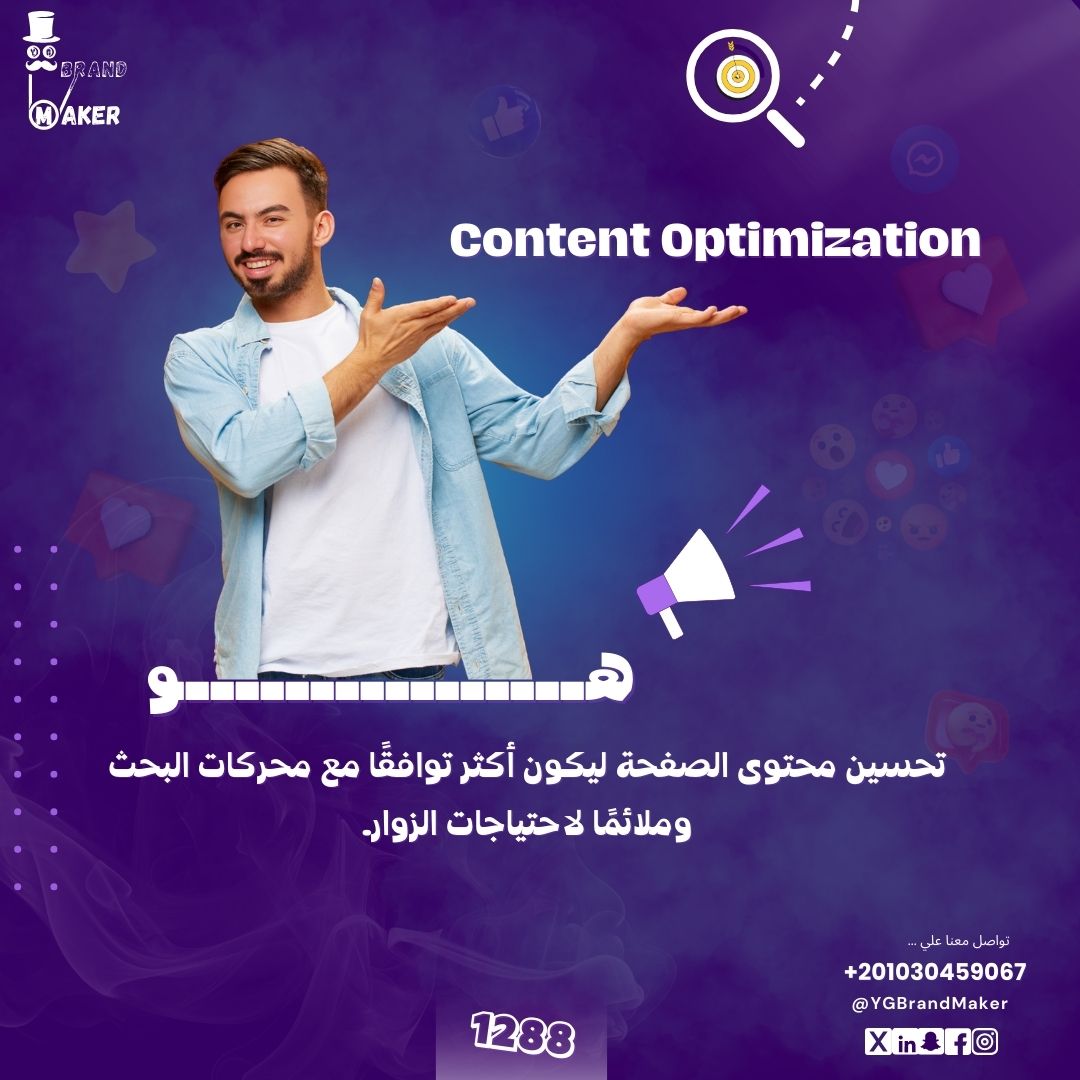 BRAND
MAKER
Content Optimization
هـــــــــــــــو
تحسين محتوى الصفحة ليكون أكثر توافقًا مع محركات البحث
وملائمًا لاحتياجات الزوار.
تواصل معنا علي ...
+201030459067
@YGBrandMaker
1288